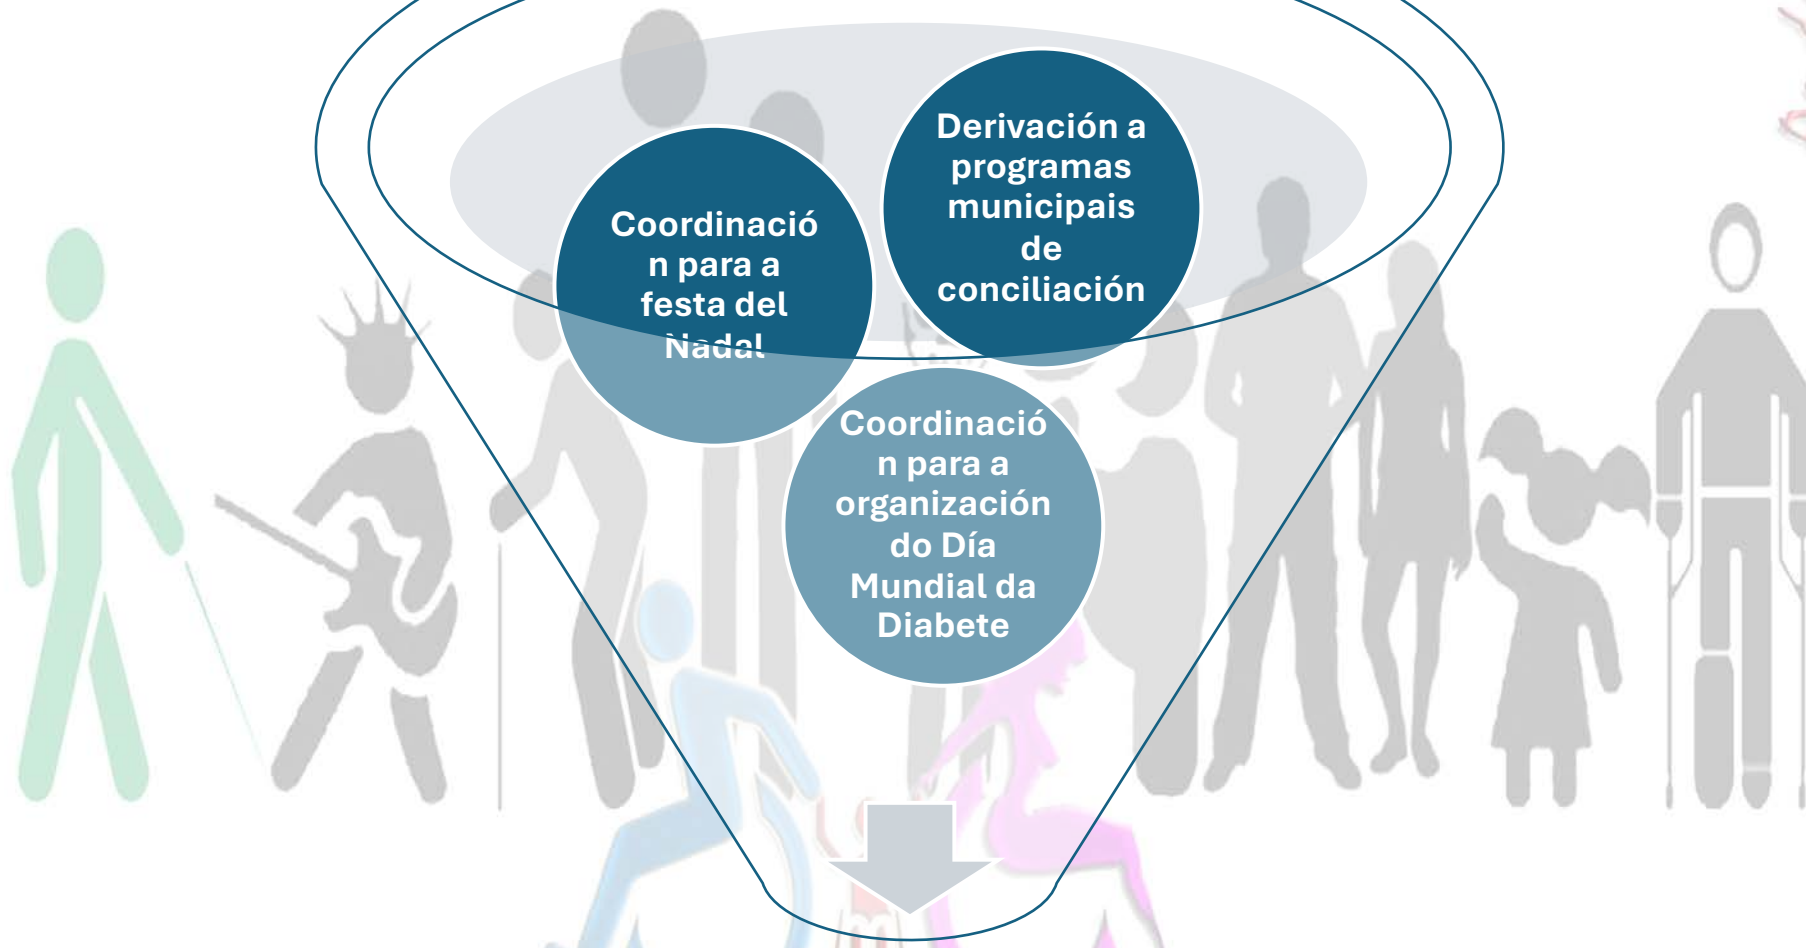 Derivación a
programas
municipais
de
conciliación
Coordinació
n para a
festa del
Nadal
Coordinació
n para a
organización
do Día
Mundial da
Diabete